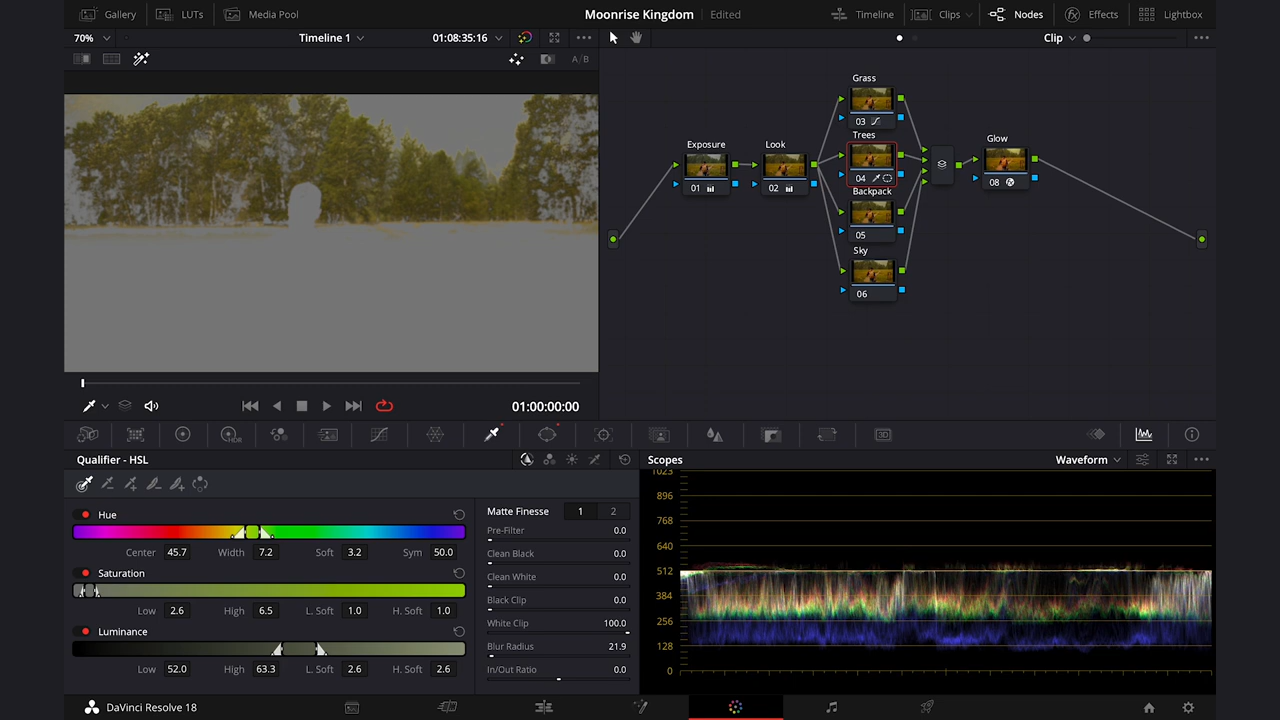 Gallery LUTs Media Pool Moonrise Kingdom Edited Timeline Clips Nodes Effects Lightbox
70% Timeline 1 01:08:35:16 Clip
A/B
Grass
03
Trees
Exposure Look Glow
01 02 04 08
Backpack
05
Sky
06
01:00:00:00
HDR 3D
Qualifier - HSL Scopes Waveform
Hue
Center 45.7 Width 7.2 Soft 3.2 Sym 50.0
Saturation
Low 2.6 High 6.5 L. Soft 1.0 H. Soft 1.0
Luminance
Low 52.0 High 63.3 L. Soft 2.6 H. Soft 2.6
Matte Finesse 1 2
Pre-Filter 0.0
Clean Black 0.0
Clean White 0.0
Black Clip 0.0
White Clip 100.0
Blur Radius 21.9
In/Out Ratio 0.0
1023
896
768
640
512
384
256
128
0
DaVinci Resolve 18